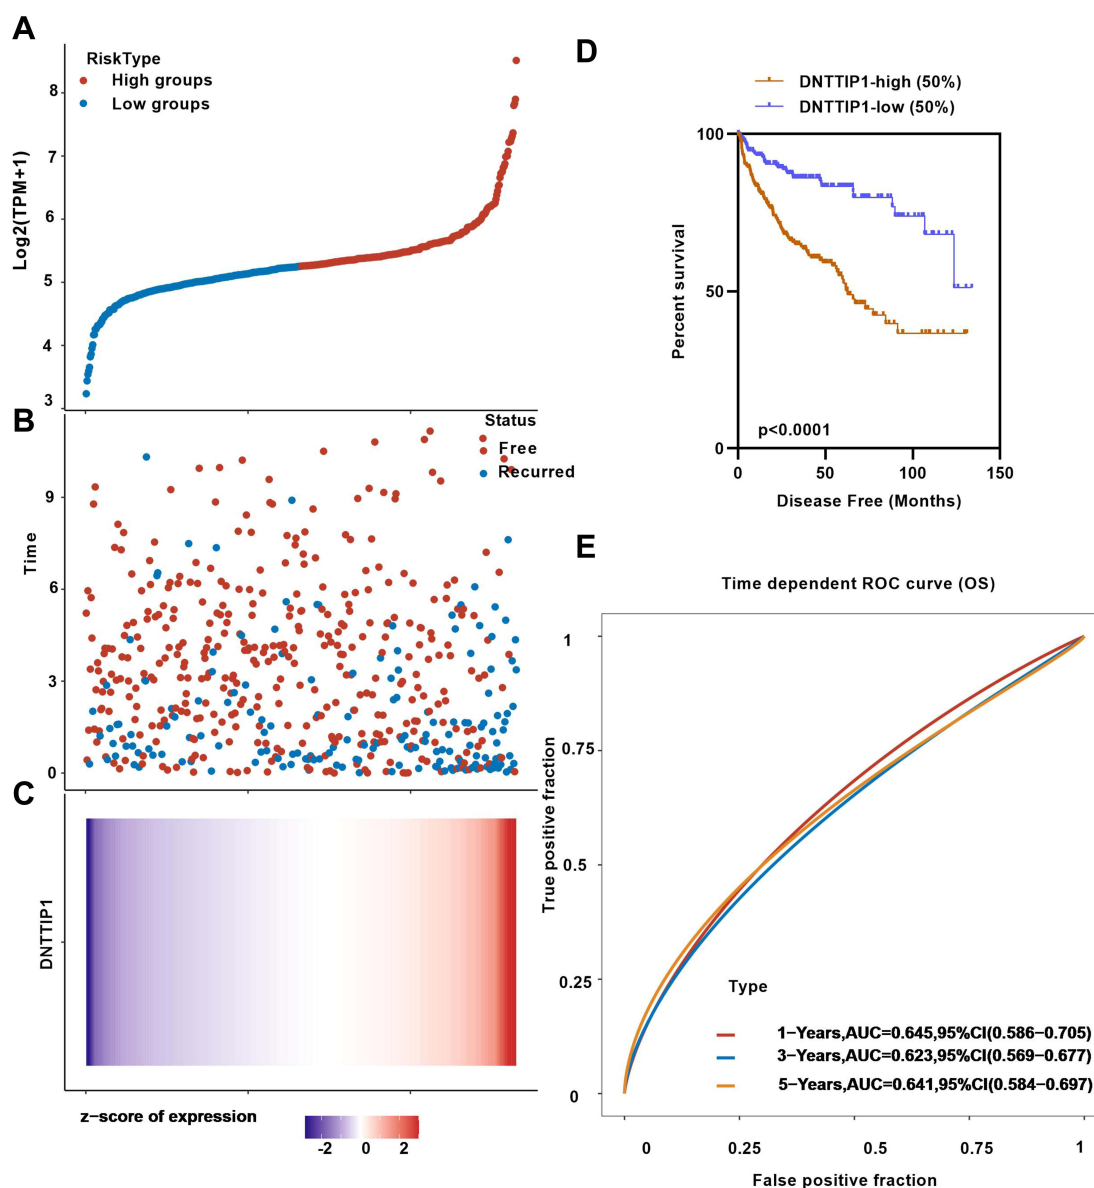 A
RiskType
High groups
Low groups
Log2(TPM+1)
8
7
6
5
4
3
B
Status
Free
Recurred
Time
9
6
3
0
C
DNTTIP1
z−score of expression
-2 0 2
D
DNTTIP1-high (50%)
DNTTIP1-low (50%)
Percent survival
100
50
0
p<0.0001
0 50 100 150
Disease Free (Months)
E
Time dependent ROC curve (OS)
True positive fraction
1
0.75
0.5
0.25
0
Type
1−Years,AUC=0.645,95%CI(0.586−0.705)
3−Years,AUC=0.623,95%CI(0.569−0.677)
5−Years,AUC=0.641,95%CI(0.584−0.697)
0 0.25 0.5 0.75 1
False positive fraction